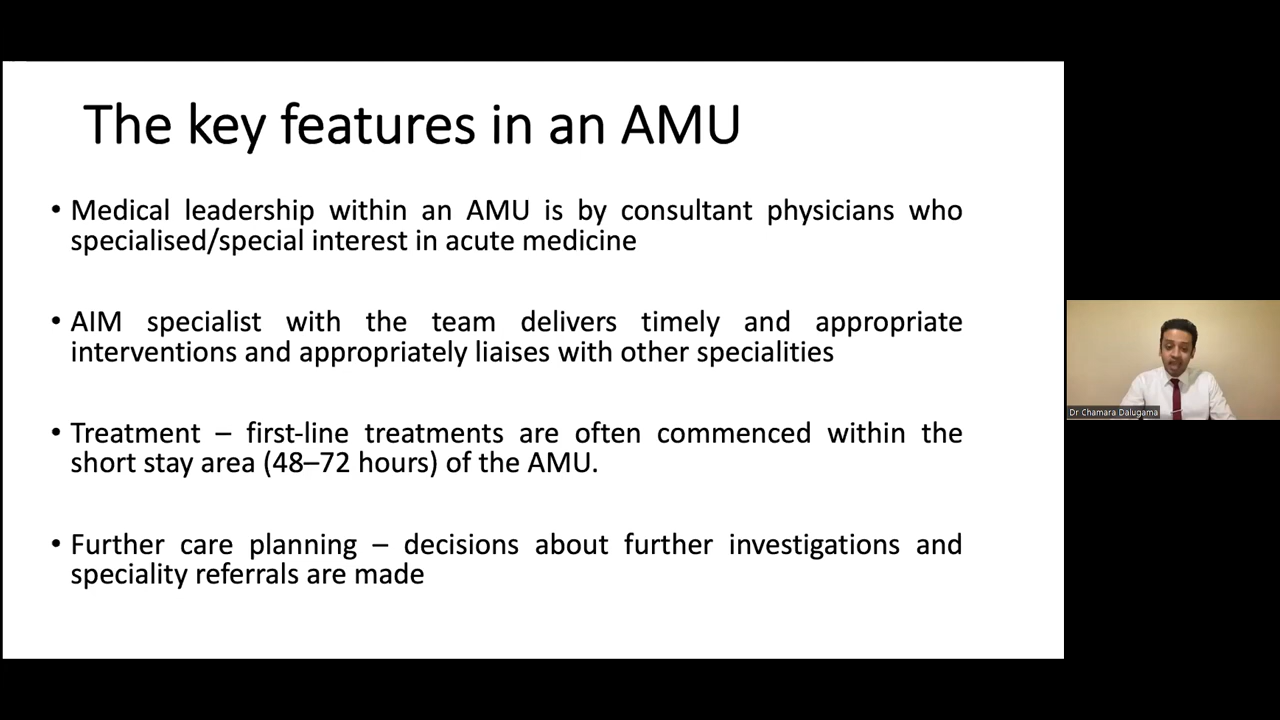 The key features in an AMU
• Medical leadership within an AMU is by consultant physicians who
specialised/special interest in acute medicine
• AIM specialist with the team delivers timely and appropriate
interventions and appropriately liaises with other specialities
• Treatment – first-line treatments are often commenced within the
short stay area (48–72 hours) of the AMU.
• Further care planning – decisions about further investigations and
speciality referrals are made
Dr Chamara Dalugama